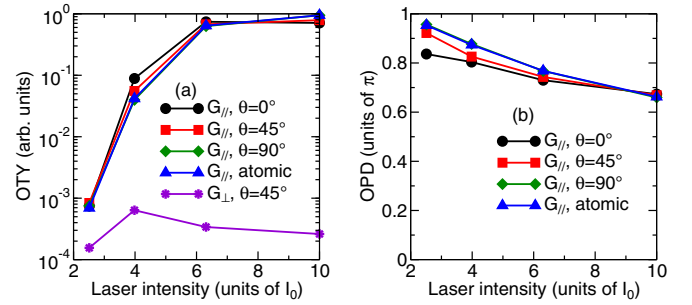 OTY (arb. units)
10^0
10^-1
10^-2
10^-3
10^-4
(a)
G//, θ=0°
G//, θ=45°
G//, θ=90°
G//, atomic
G⊥, θ=45°
2 4 6 8 10
Laser intensity (units of I₀)
OPD (units of π)
1
0.8
0.6
0.4
0.2
0
(b)
G//, θ=0°
G//, θ=45°
G//, θ=90°
G//, atomic
2 4 6 8 10
Laser intensity (units of I₀)